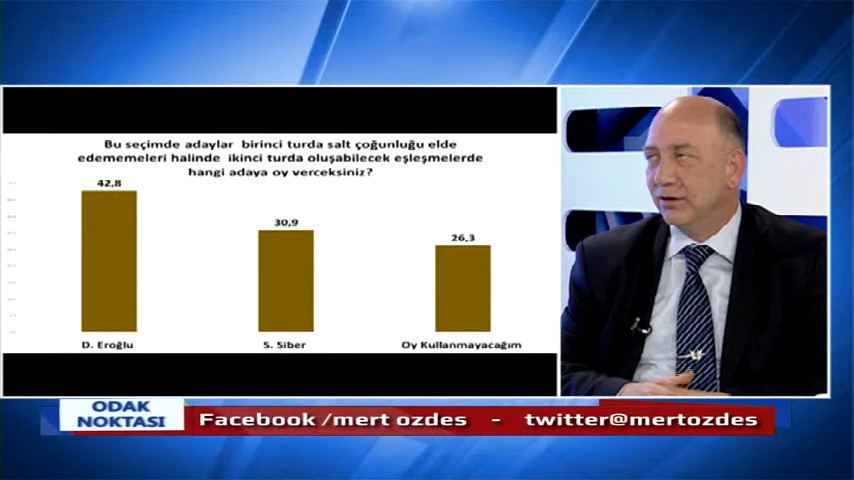 Bu seçimde adaylar birinci turda salt çoğunluğu elde
edememeleri halinde ikinci turda oluşabilecek eşleşmelerde
hangi adaya oy verceksiniz?
42,8
30,9
26,3
D. Eroğlu
S. Siber
Oy Kullanmayacağım
ODAK
NOKTASI
Facebook /mert ozdes - twitter@mertozdes